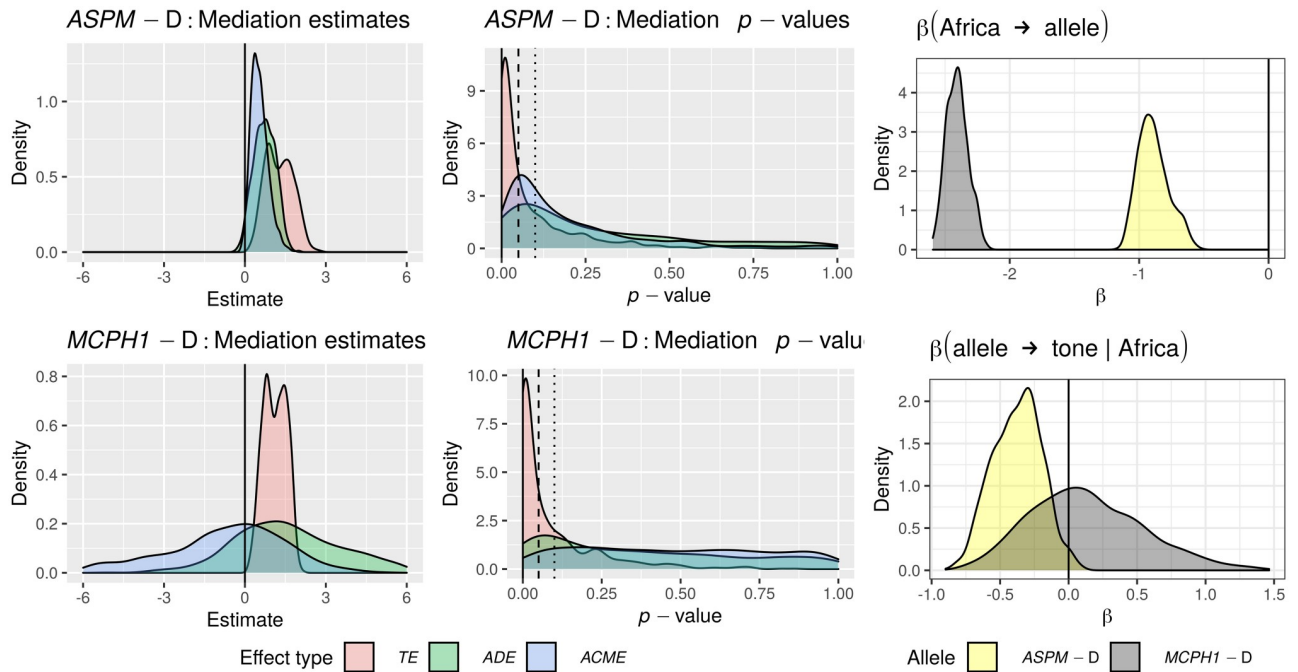 ASPM – D : Mediation estimates
Density
1.0
0.5
0.0
-6 -3 0 3 6
Estimate
ASPM – D : Mediation p – values
Density
9
6
3
0
0.00 0.25 0.50 0.75 1.00
p – value
β(Africa → allele)
Density
4
3
2
1
0
-2 -1 0
β
MCPH1 – D : Mediation estimates
Density
0.8
0.6
0.4
0.2
0.0
-6 -3 0 3 6
Estimate
MCPH1 – D : Mediation p – valu
Density
10.0
7.5
5.0
2.5
0.0
0.00 0.25 0.50 0.75 1.00
p – value
β(allele → tone | Africa)
Density
2.0
1.5
1.0
0.5
0.0
-1.0 -0.5 0.0 0.5 1.0 1.5
β
Effect type TE ADE ACME
Allele ASPM – D MCPH1 – D